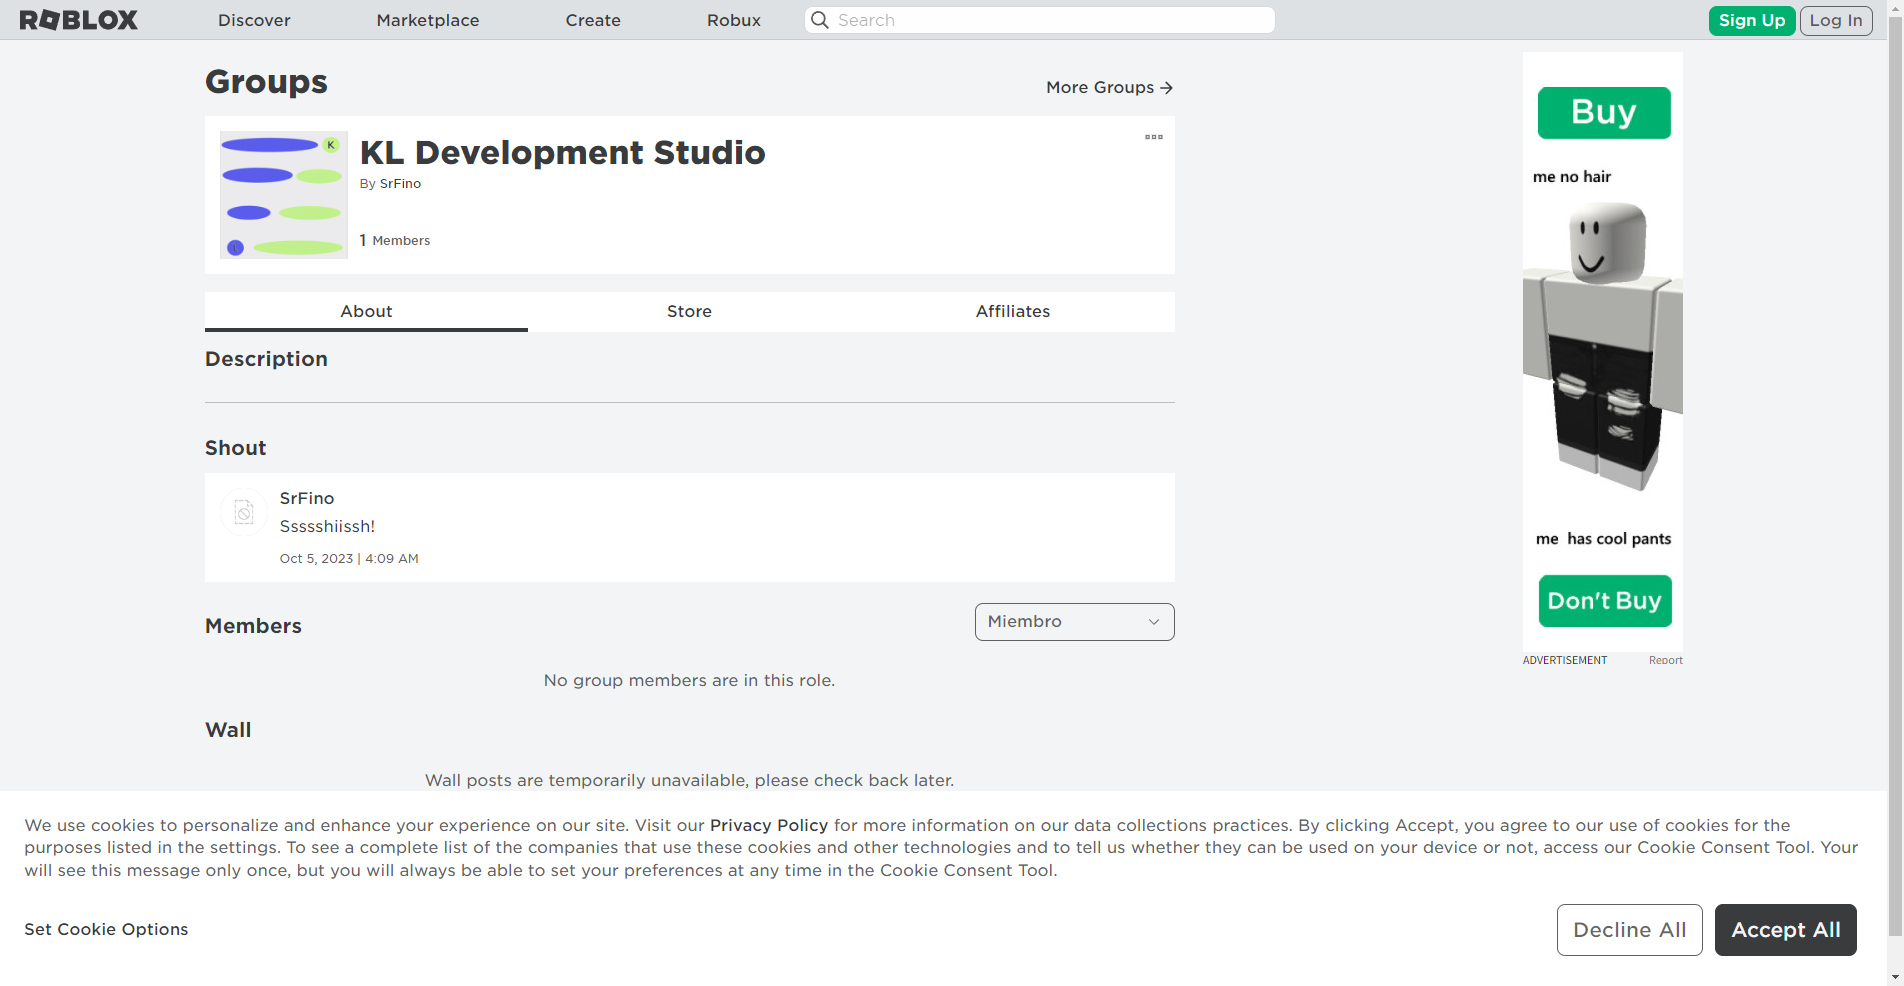 ROBLOX
Discover
Marketplace
Create
Robux
Search
Sign Up
Log In
Groups
More Groups →
K
L
KL Development Studio
By SrFino
1 Members
About
Store
Affiliates
Description
Shout
SrFino
Ssssshiissh!
Oct 5, 2023 | 4:09 AM
Members
Miembro
No group members are in this role.
Wall
Wall posts are temporarily unavailable, please check back later.
Buy
me no hair
me has cool pants
Don't Buy
ADVERTISEMENT
Report
We use cookies to personalize and enhance your experience on our site. Visit our Privacy Policy for more information on our data collections practices. By clicking Accept, you agree to our use of cookies for the
purposes listed in the settings. To see a complete list of the companies that use these cookies and other technologies and to tell us whether they can be used on your device or not, access our Cookie Consent Tool. Your
will see this message only once, but you will always be able to set your preferences at any time in the Cookie Consent Tool.
Set Cookie Options
Decline All
Accept All